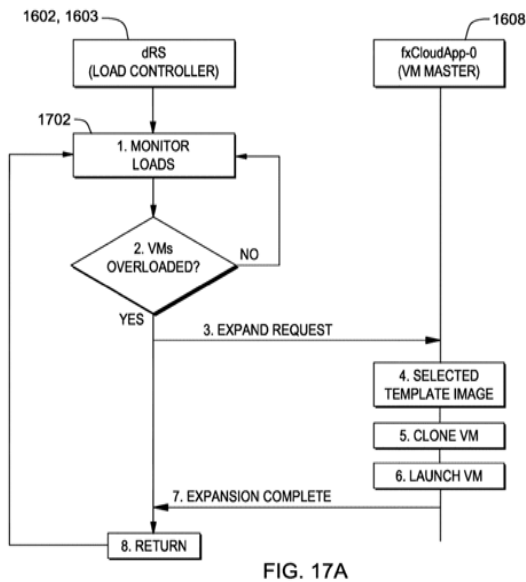 1602, 1603
1608
dRS
(LOAD CONTROLLER)
fxCloudApp-0
(VM MASTER)
1702
1. MONITOR
LOADS
2. VMs
OVERLOADED?
NO
YES
3. EXPAND REQUEST
4. SELECTED
TEMPLATE IMAGE
5. CLONE VM
6. LAUNCH VM
7. EXPANSION COMPLETE
8. RETURN
FIG. 17A